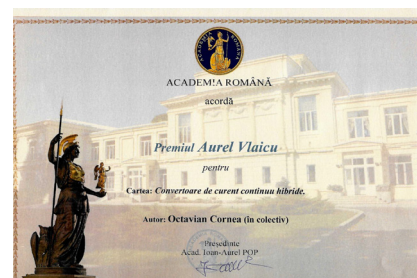 ACADEMIA ROMÂNĂ
acordă
Premiul Aurel Vlaicu
pentru
Cartea: Convertoare de curent continuu hibride.
Autor: Octavian Cornea (în colectiv)
Președinte
Acad. Ioan-Aurel POP